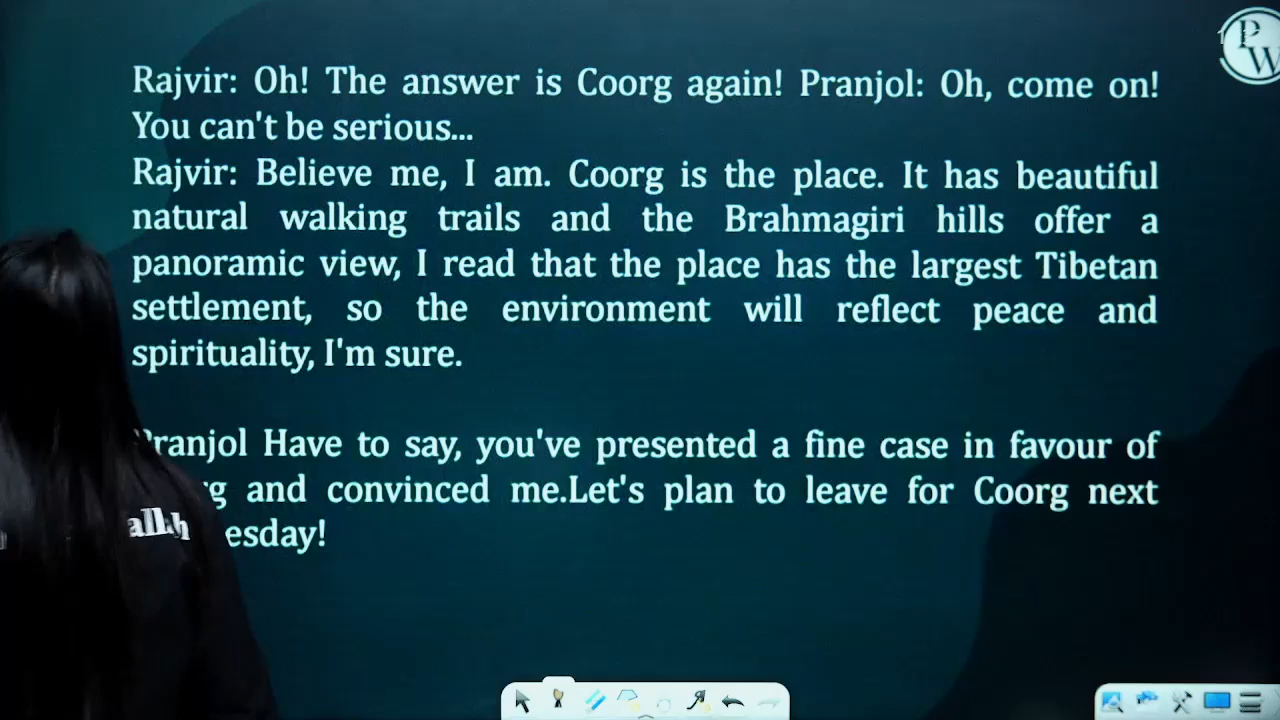 Rajvir: Oh! The answer is Coorg again! Pranjol: Oh, come on!
You can't be serious...
Rajvir: Believe me, I am. Coorg is the place. It has beautiful
natural walking trails and the Brahmagiri hills offer a
panoramic view, I read that the place has the largest Tibetan
settlement, so the environment will reflect peace and
spirituality, I'm sure.
Pranjol Have to say, you've presented a fine case in favour of
and convinced me.Let's plan to leave for Coorg next
PW